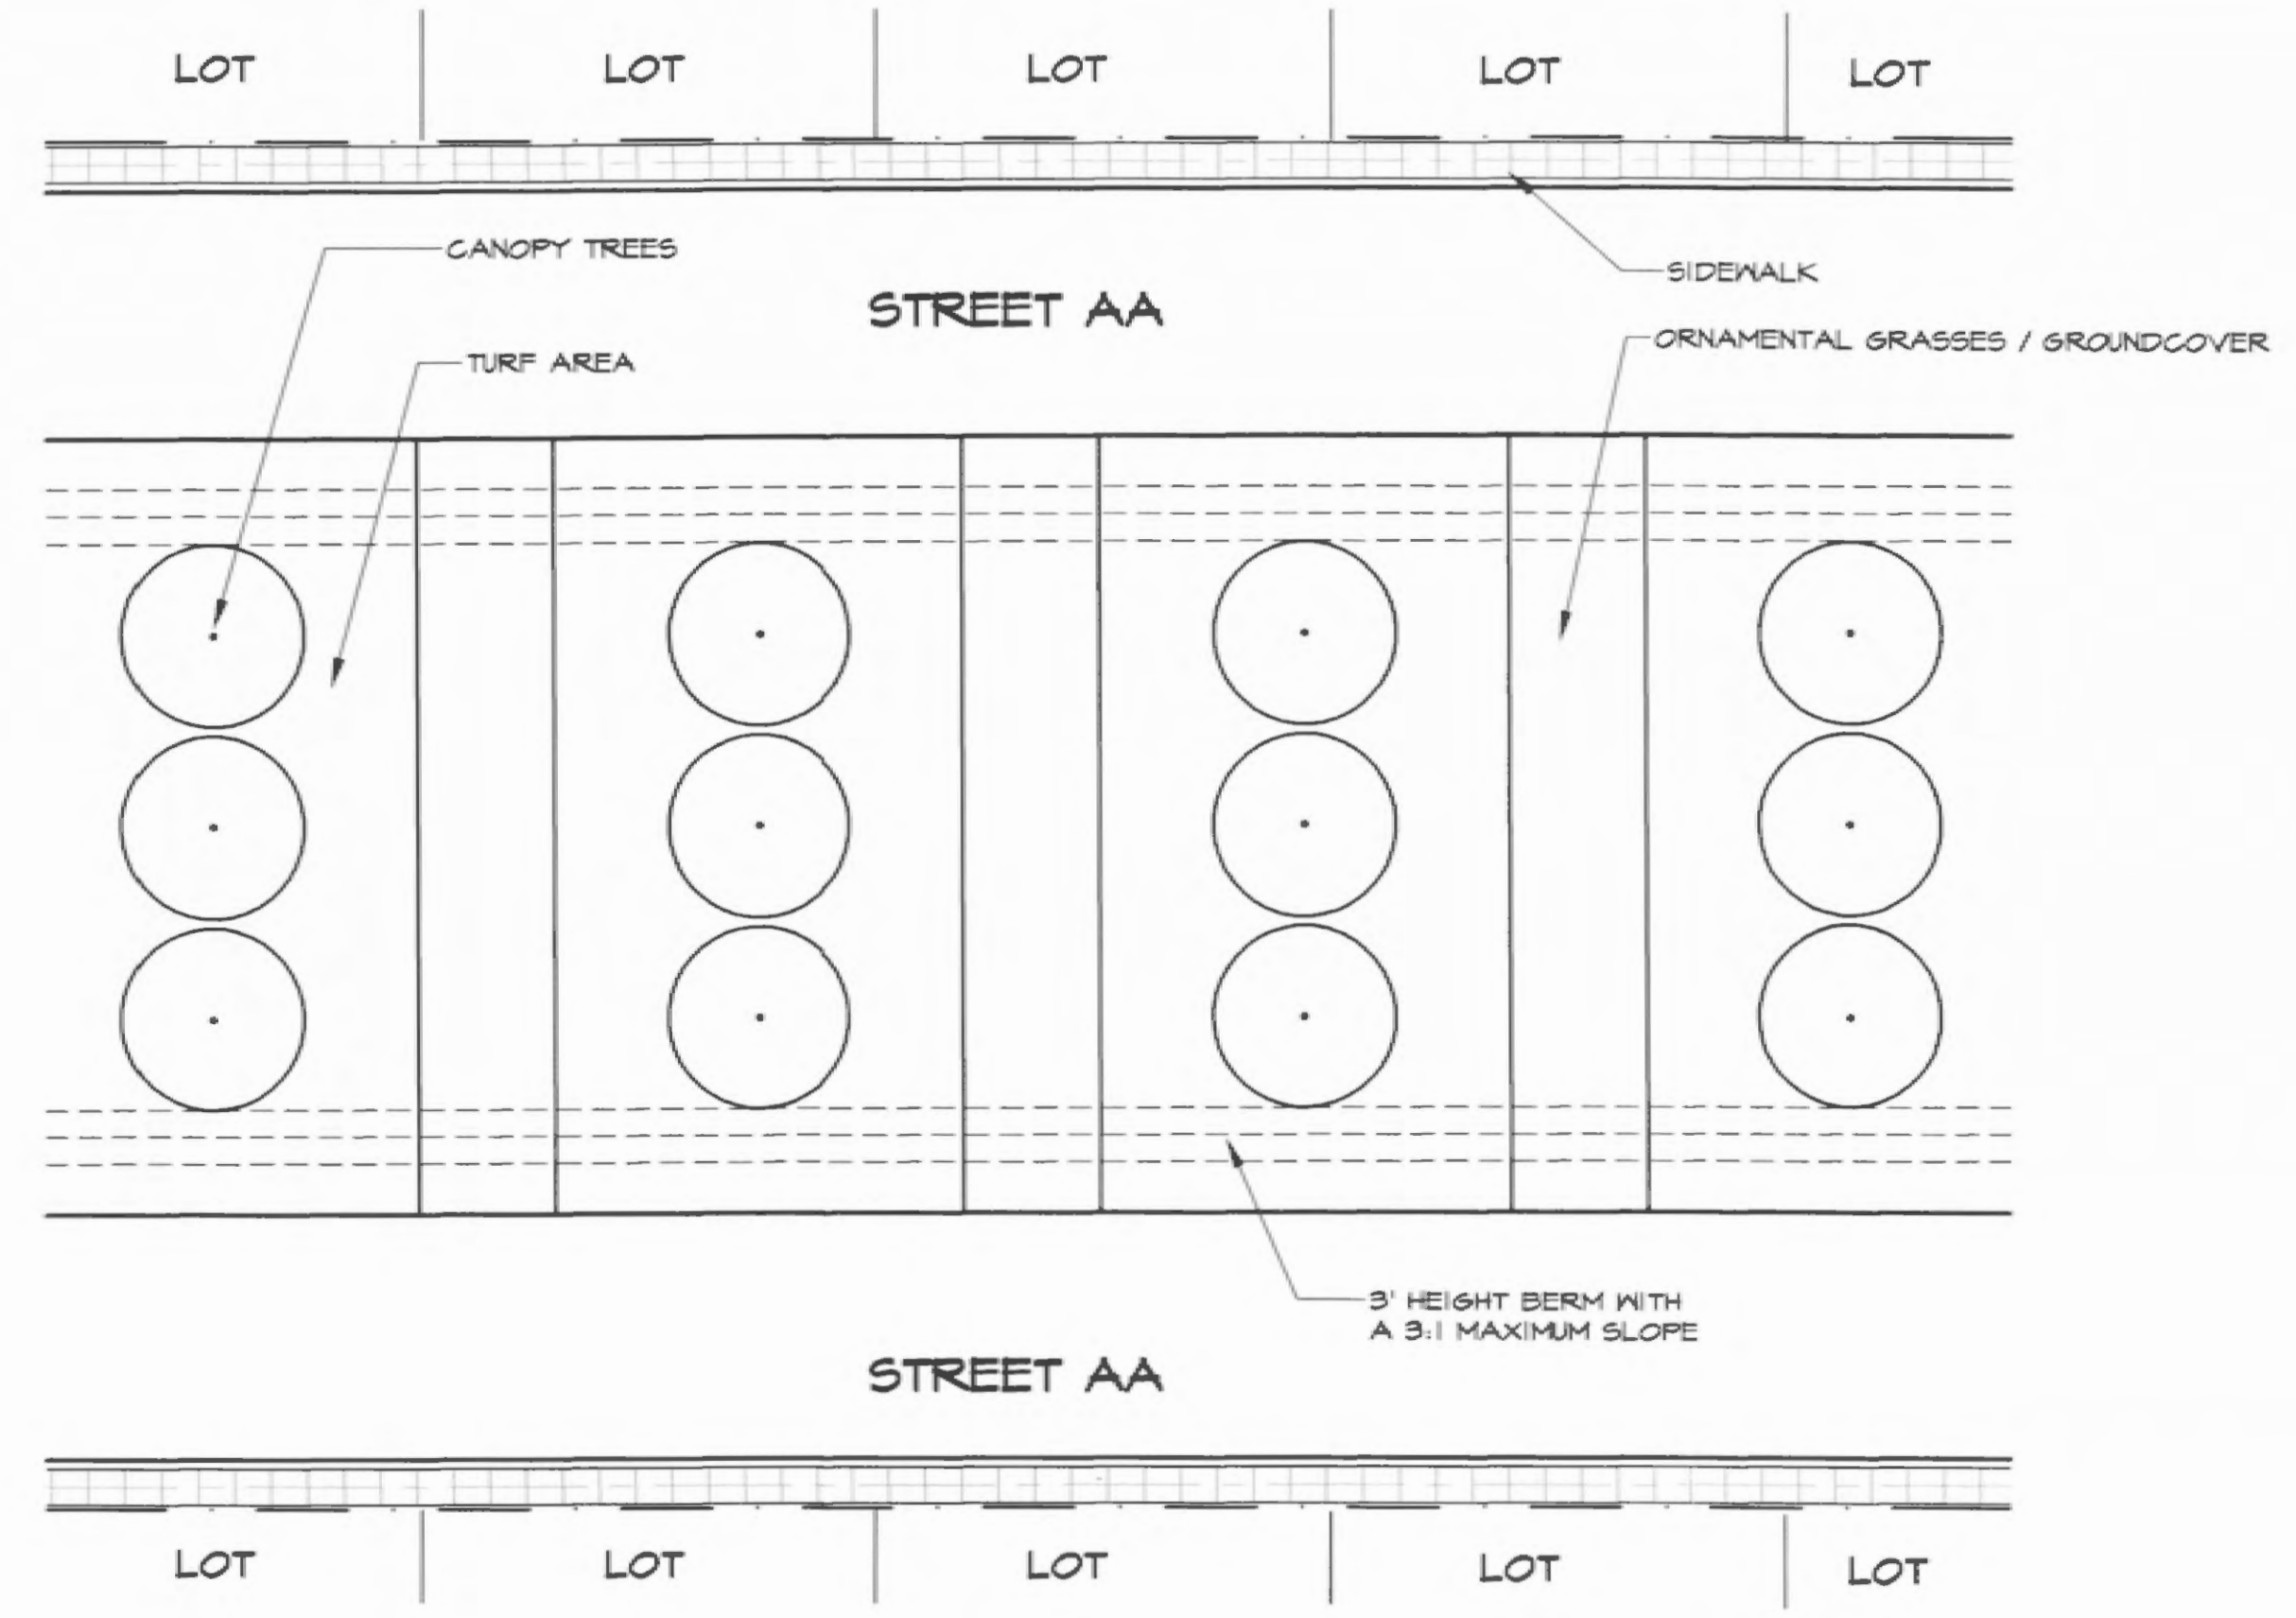 LOT LOT LOT LOT LOT
CANOPY TREES
SIDEWALK
STREET AA
ORNAMENTAL GRASSES / GROUNDCOVER
TURF AREA
3' HEIGHT BERM WITH
A 3:1 MAXIMUM SLOPE
STREET AA
LOT LOT LOT LOT LOT